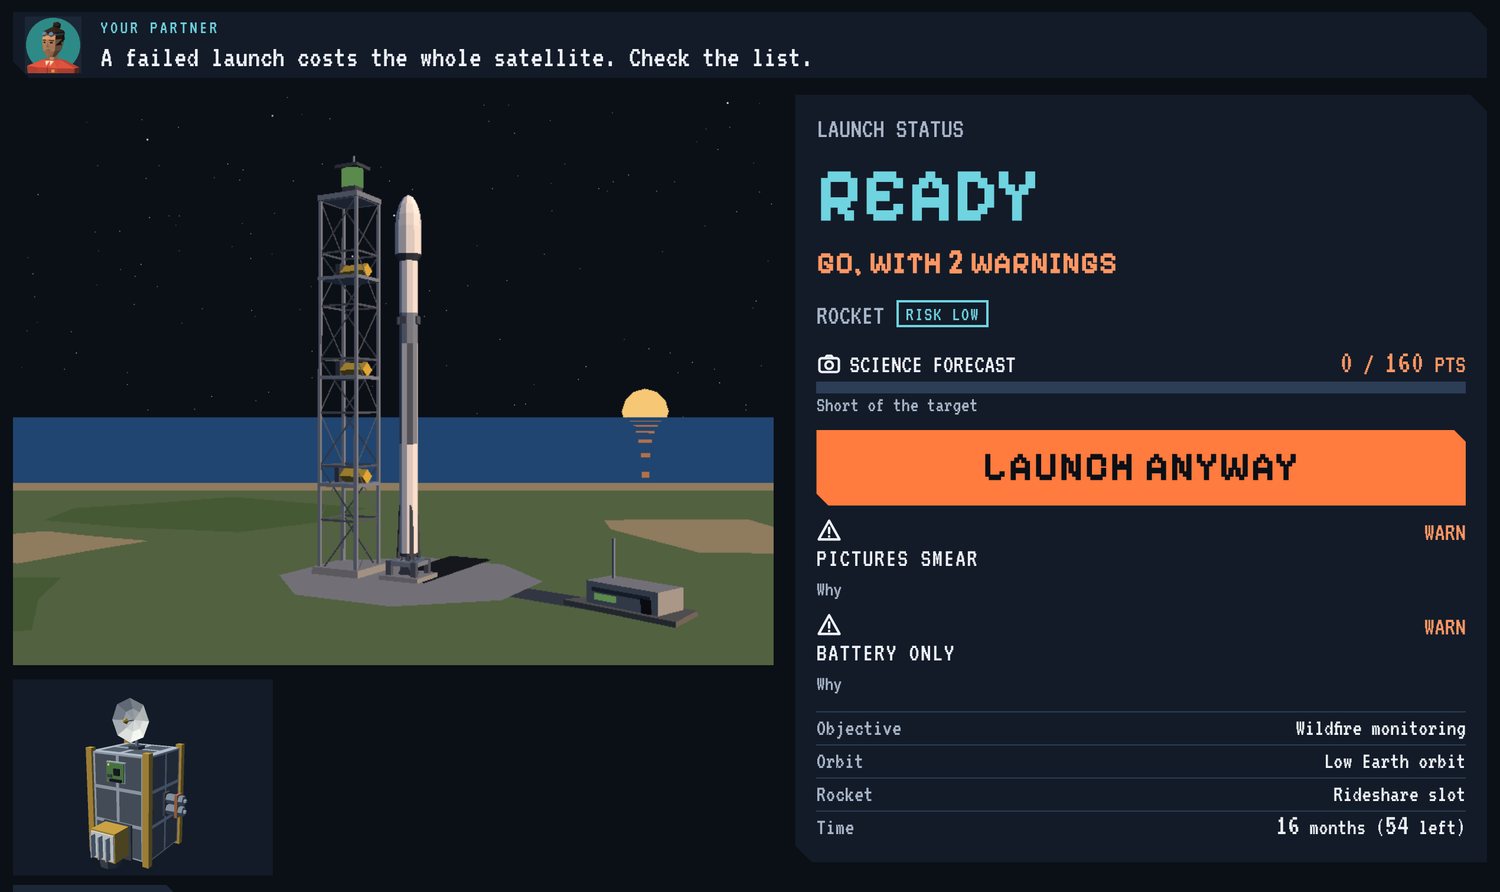 YOUR PARTNER
A failed launch costs the whole satellite. Check the list.
LAUNCH STATUS
READY
GO, WITH 2 WARNINGS
ROCKET RISK LOW
SCIENCE FORECAST 0 / 160 PTS
Short of the target
LAUNCH ANYWAY
WARN
PICTURES SMEAR
Why
WARN
BATTERY ONLY
Why
Objective Wildfire monitoring
Orbit Low Earth orbit
Rocket Rideshare slot
Time 16 months (54 left)